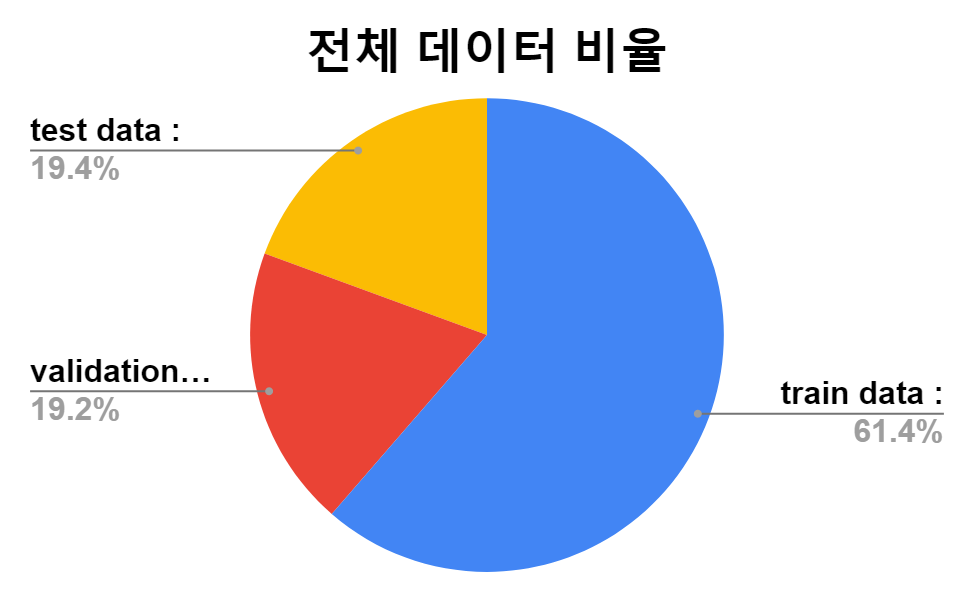 전체 데이터 비율
test data :
19.4%
validation…
19.2%
train data :
61.4%